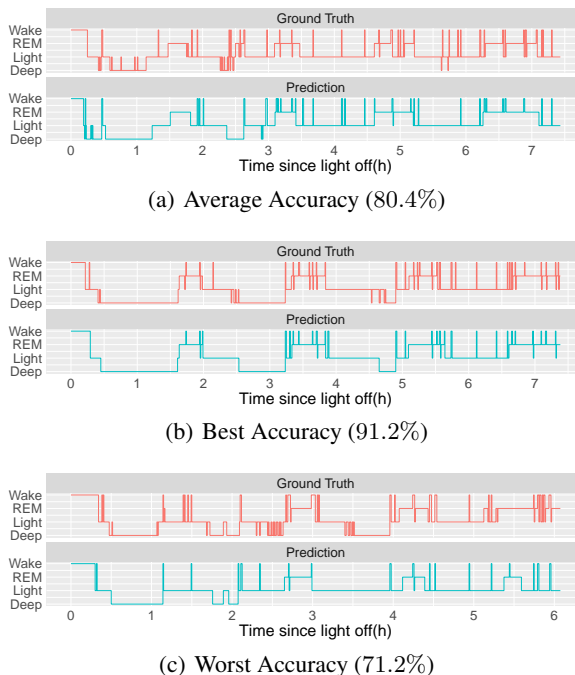 Ground Truth
Wake
REM
Light
Deep
Prediction
Wake
REM
Light
Deep
0 1 2 3 4 5 6 7
Time since light off(h)
(a) Average Accuracy (80.4%)
Ground Truth
Wake
REM
Light
Deep
Prediction
Wake
REM
Light
Deep
0 1 2 3 4 5 6 7
Time since light off(h)
(b) Best Accuracy (91.2%)
Ground Truth
Wake
REM
Light
Deep
Prediction
Wake
REM
Light
Deep
0 1 2 3 4 5 6
Time since light off(h)
(c) Worst Accuracy (71.2%)